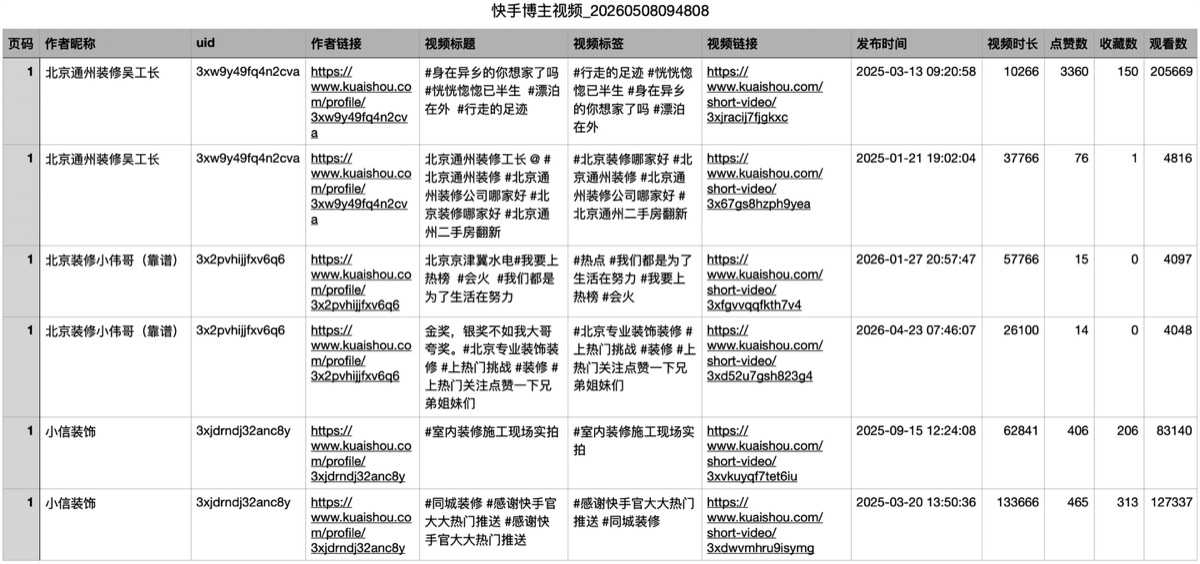 快手博主视频_20260508094808
页码 作者昵称 uid 作者链接 视频标题 视频标签 视频链接 发布时间 视频时长 点赞数 收藏数 观看数
1 北京通州装修吴工长 3xw9y49fq4n2cva https:// #身在异乡的你想家了吗 #行走的足迹 #恍恍惚 https:// 2025-03-13 09:20:58 10266 3360 150 205669
www.kuaishou.co #恍恍惚惚已半生 #漂泊 惚已半生 #身在异乡 www.kuaishou.com/
m/profile/ 在外 #行走的足迹 的你想家了吗 #漂泊 short-video/
3xw9y49fq4n2cv 在外 3xjracij7fjgkxc
a
1 北京通州装修吴工长 3xw9y49fq4n2cva https:// 北京通州装修工长 @ # #北京装修哪家好 #北 https:// 2025-01-21 19:02:04 37766 76 1 4816
www.kuaishou.co 北京通州装修 #北京通 京通州装修 #北京通 www.kuaishou.com/
m/profile/ 州装修公司哪家好 #北 州装修公司哪家好 # short-video/
3xw9y49fq4n2cv 京装修哪家好 #北京通 北京通州二手房翻新 3x67gs8hzph9yea
a 州二手房翻新
1 北京装修小伟哥（靠谱） 3x2pvhijjfxv6q6 https:// 北京京津冀水电#我要上 #热点 #我们都是为了 https:// 2026-01-27 20:57:47 57766 15 0 4097
www.kuaishou.co 热榜 #会火 #我们都是 生活在努力 #我要上 www.kuaishou.com/
m/profile/ 为了生活在努力 热榜 #会火 short-video/
3x2pvhijjfxv6q6 3xfgvvqqfkth7v4
1 北京装修小伟哥（靠谱） 3x2pvhijjfxv6q6 https:// 金奖，银奖不如我大哥 #北京专业装饰装修 # https:// 2026-04-23 07:46:07 26100 14 0 4048
www.kuaishou.co 夸奖。#北京专业装饰装 上热门挑战 #装修 #上 www.kuaishou.com/
m/profile/ 修 #上热门挑战 #装修 # 热门关注点赞一下兄 short-video/
3x2pvhijjfxv6q6 上热门关注点赞一下兄 弟姐妹们 3xd52u7gsh823g4
弟姐妹们
1 小信装饰 3xjdrndj32anc8y https:// #室内装修施工现场实拍 #室内装修施工现场实 https:// 2025-09-15 12:24:08 62841 406 206 83140
www.kuaishou.co 拍 www.kuaishou.com/
m/profile/ short-video/
3xjdrndj32anc8y 3xvkuyqf7tet6iu
1 小信装饰 3xjdrndj32anc8y https:// #同城装修 #感谢快手官 #感谢快手官大大热门 https:// 2025-03-20 13:50:36 133666 465 313 127337
www.kuaishou.co 大大热门推送 #感谢快 推送 #同城装修 www.kuaishou.com/
m/profile/ 手官大大热门推送 short-video/
3xjdrndj32anc8y 3xdwvmhru9isymg